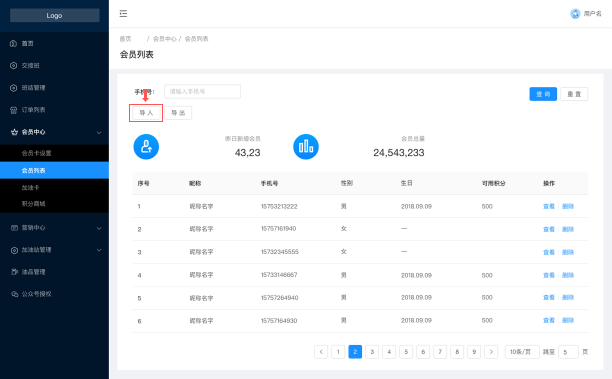 Logo
用户名
首页
交接班
班结管理
订单列表
会员中心
会员卡设置
会员列表
加油卡
积分商城
营销中心
加油站管理
油品管理
公众号授权
首页 / 会员中心 / 会员列表
会员列表
手机号: 请输入手机号 查询 重置
导入 导出
昨日新增会员 会员总量
43,23 24,543,233
序号 昵称 手机号 性别 生日 可用积分 操作
1 昵称名字 15753213222 男 2018.09.09 500 查看 删除
2 昵称名字 15757161940 女 — 查看 删除
3 昵称名字 15732345555 女 — 查看 删除
4 昵称名字 15733146667 男 2018.09.09 500 查看 删除
5 昵称名字 15757264940 男 2018.09.09 500 查看 删除
6 昵称名字 15757164930 男 2018.09.09 500 查看 删除
< 1 2 3 4 5 6 7 8 9 > 10条/页 跳至 5 页